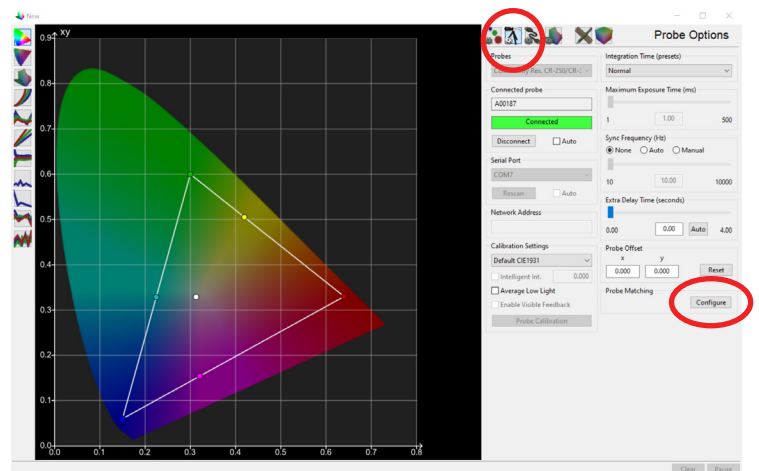 New
xy
0.9
0.8
0.7
0.6
0.5
0.4
0.3
0.2
0.1
0.0
0.0 0.1 0.2 0.3 0.4 0.5 0.6 0.7 0.8
Probe Options
Probes
Res. CR-250/CR-
Connected probe
A00187
Connected
Disconnect Auto
Serial Port
COM7
Rescan Auto
Network Address
Calibration Settings
Default CIE1931
Intelligent Int. 0.000
Average Low Light
Enable Visible Feedback
Probe Calibration
Integration Time (presets)
Normal
Maximum Exposure Time (ms)
1 1.00 500
Sync Frequency (Hz)
None Auto Manual
10 10.00 10000
Extra Delay Time (seconds)
0.00 0.00 Auto 4.00
Probe Offset
x y
0.000 0.000 Reset
Probe Matching
Configure
Clear Pause